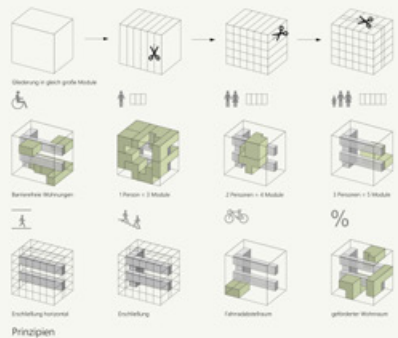 Gliederung in gleich große Module
Barrierefreie Wohnungen
1 Person = 3 Module
2 Personen = 4 Module
3 Personen = 5 Module
%
Erschließung horizontal
Erschließung
Fahrradabstellraum
geförderter Wohnraum
Prinzipien